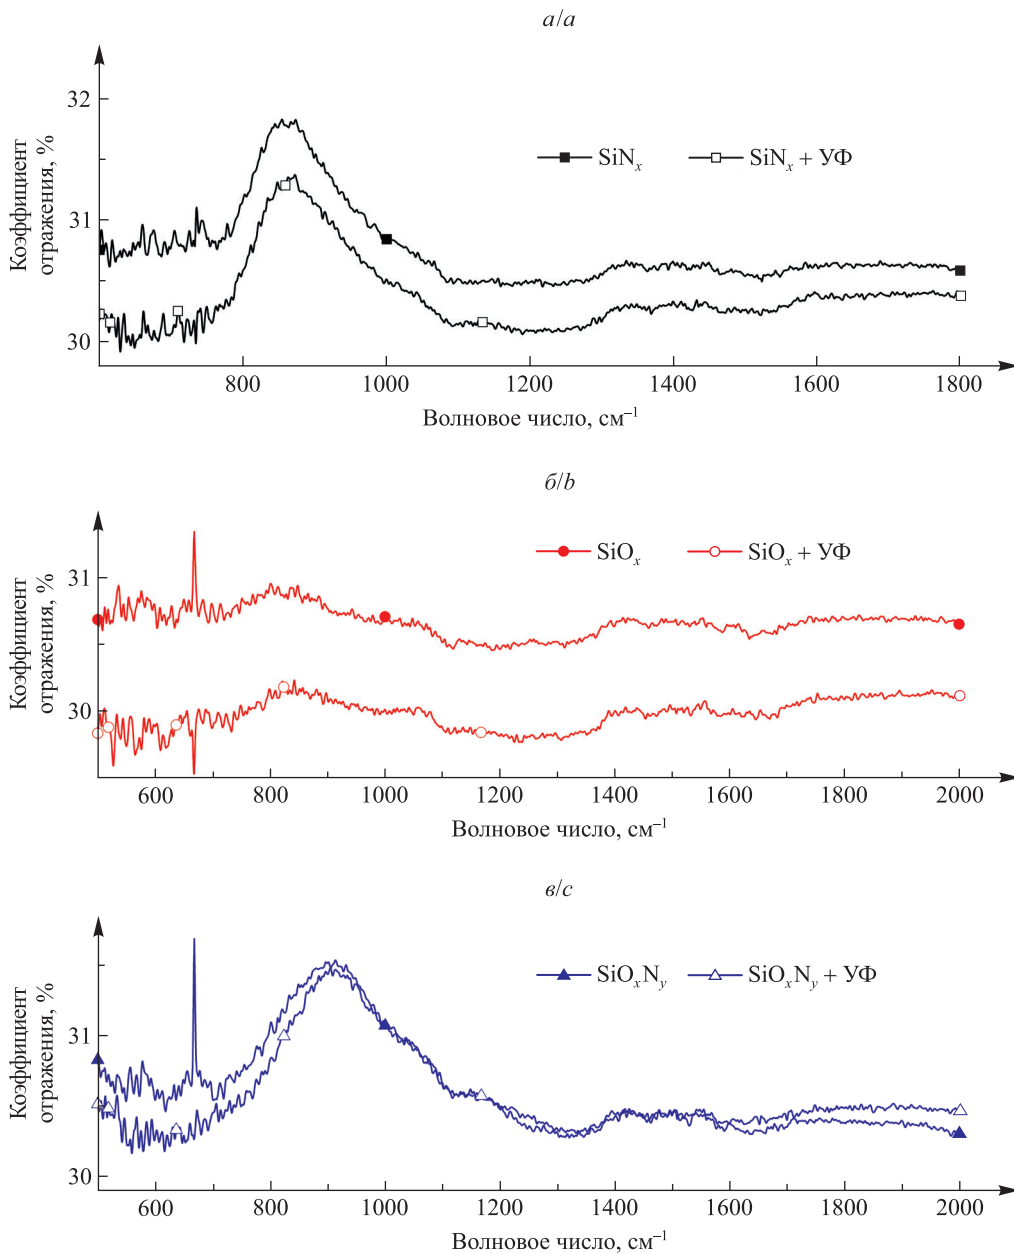 а/a
Коэффициент
отражения, %
32
31
30
SiNₓ
SiNₓ + УФ
800
1000
1200
1400
1600
1800
Волновое число, см⁻¹
б/b
Коэффициент
отражения, %
31
30
SiOₓ
SiOₓ + УФ
600
800
1000
1200
1400
1600
1800
2000
Волновое число, см⁻¹
в/c
Коэффициент
отражения, %
31
30
SiOₓNᵧ
SiOₓNᵧ + УФ
600
800
1000
1200
1400
1600
1800
2000
Волновое число, см⁻¹